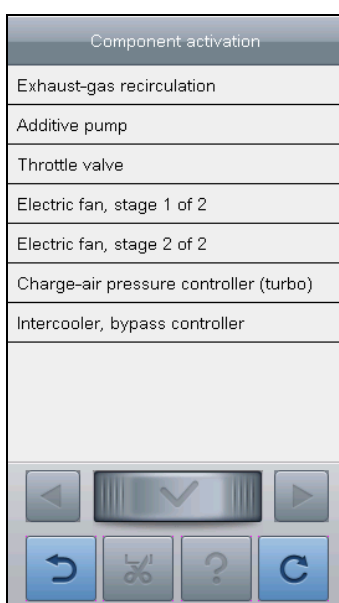 Component activation
Exhaust-gas recirculation
Additive pump
Throttle valve
Electric fan, stage 1 of 2
Electric fan, stage 2 of 2
Charge-air pressure controller (turbo)
Intercooler, bypass controller
?